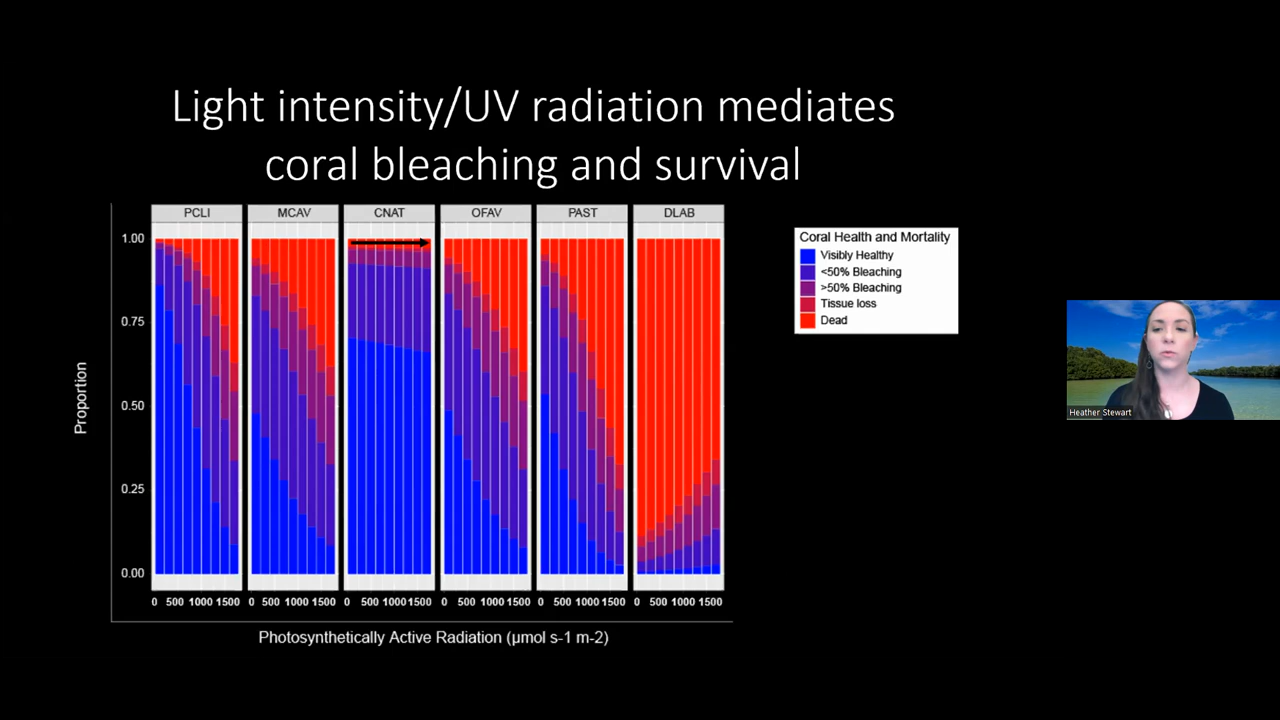 Light intensity/UV radiation mediates
coral bleaching and survival
PCLI MCAV CNAT OFAV PAST DLAB
Coral Health and Mortality
Visibly Healthy
<50% Bleaching
>50% Bleaching
Tissue loss
Dead
Proportion
1.00
0.75
0.50
0.25
0.00
0 500 1000 1500 0 500 1000 1500 0 500 1000 1500 0 500 1000 1500 0 500 1000 1500 0 500 1000 1500
Photosynthetically Active Radiation (µmol s-1 m-2)
Heather Stewart